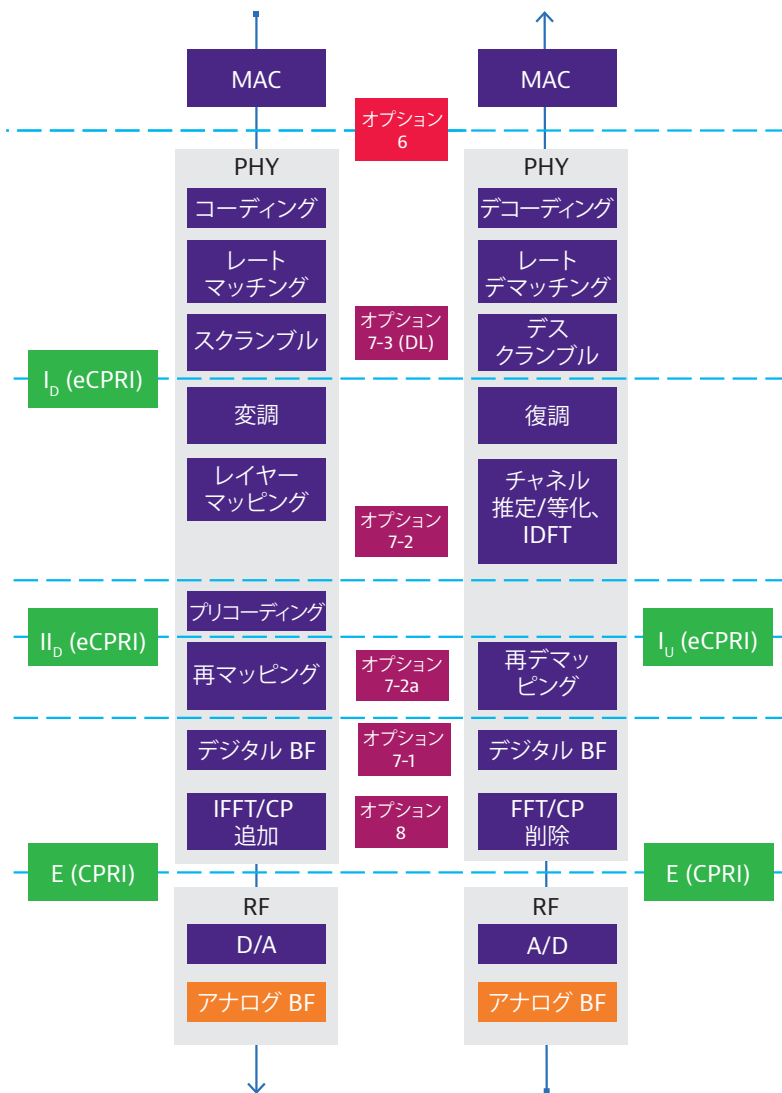 MAC
MAC
オプション
6
PHY
PHY
コーディング
デコーディング
レート
マッチング
レート
デマッチング
オプション
7-3 (DL)
スクランブル
デス
クランブル
I_D (eCPRI)
変調
復調
レイヤー
マッピング
チャネル
推定/等化、
IDFT
オプション
7-2
プリコーディング
II_D (eCPRI)
I_U (eCPRI)
再マッピング
オプション
7-2a
再デマッ
ピング
デジタル BF
オプション
7-1
デジタル BF
IFFT/CP
追加
オプション
8
FFT/CP
削除
E (CPRI)
E (CPRI)
RF
RF
D/A
A/D
アナログ BF
アナログ BF